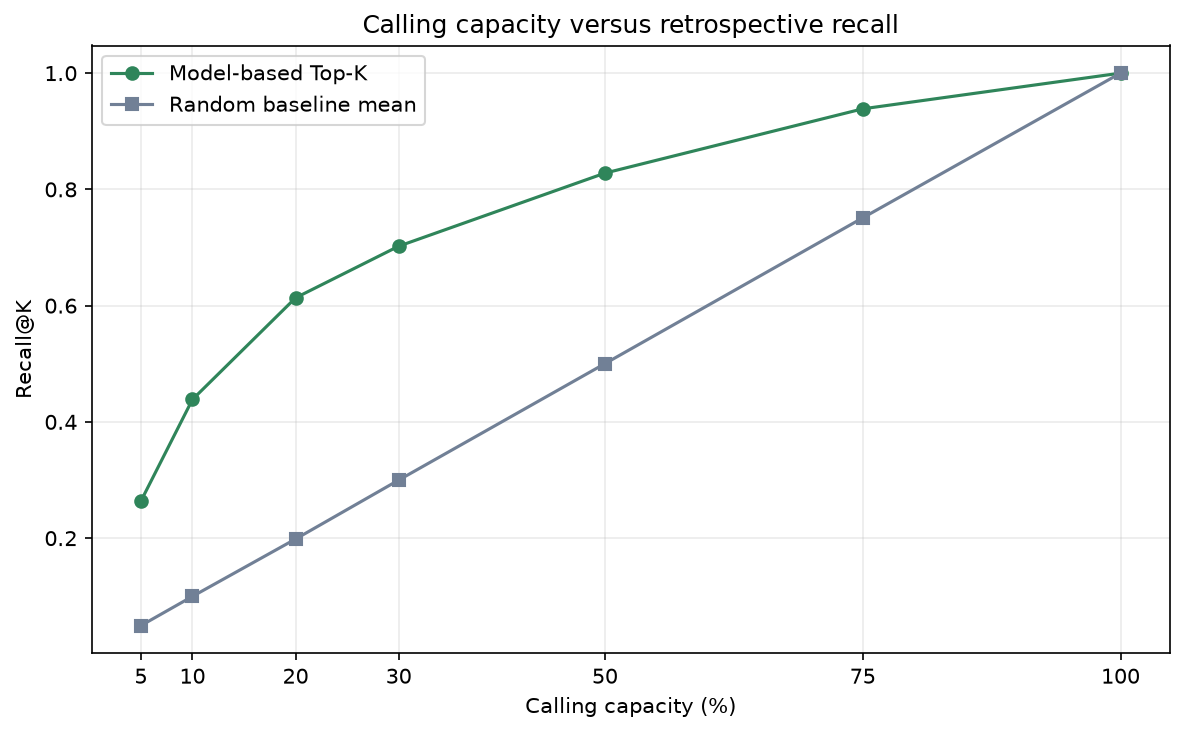 Calling capacity versus retrospective recall
Model-based Top-K
Random baseline mean
1.0
0.8
0.6
0.4
0.2
Recall@K
5 10 20 30 50 75 100
Calling capacity (%)